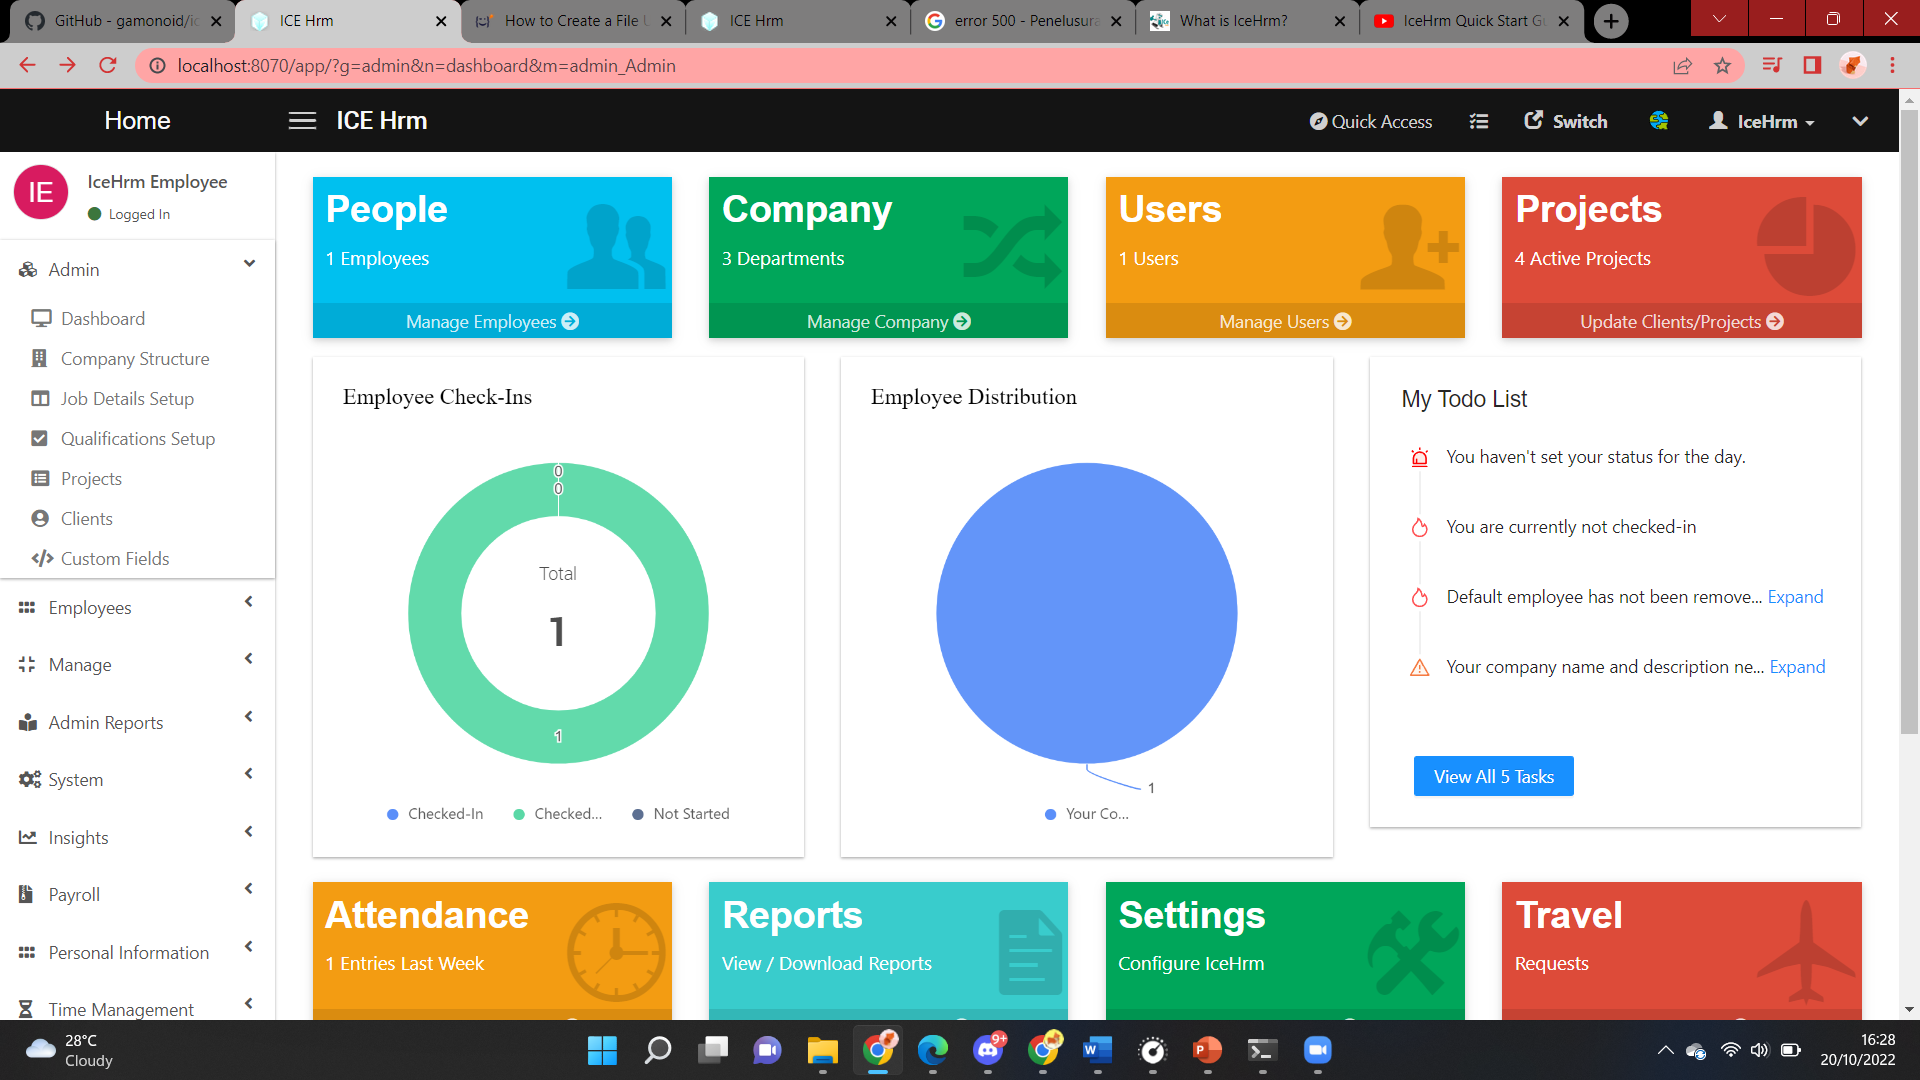 GitHub - gamonoid/ic
ICE Hrm
How to Create a File U
ICE Hrm
error 500 - Penelusura
What is IceHrm?
IceHrm Quick Start Gu
localhost:8070/app/?g=admin&n=dashboard&m=admin_Admin
Home
ICE Hrm
Quick Access
Switch
IceHrm
IE
IceHrm Employee
Logged In
Admin
Dashboard
Company Structure
Job Details Setup
Qualifications Setup
Projects
Clients
Custom Fields
Employees
Manage
Admin Reports
System
Insights
Payroll
Personal Information
Time Management
People
1 Employees
Manage Employees
Company
3 Departments
Manage Company
Users
1 Users
Manage Users
Projects
4 Active Projects
Update Clients/Projects
Employee Check-Ins
0
0
Total
1
1
Checked-In
Checked...
Not Started
Employee Distribution
1
Your Co...
My Todo List
You haven't set your status for the day.
You are currently not checked-in
Default employee has not been remove... Expand
Your company name and description ne... Expand
View All 5 Tasks
Attendance
1 Entries Last Week
Reports
View / Download Reports
Settings
Configure IceHrm
Travel
Requests
28°C
Cloudy
9+
16:28
20/10/2022